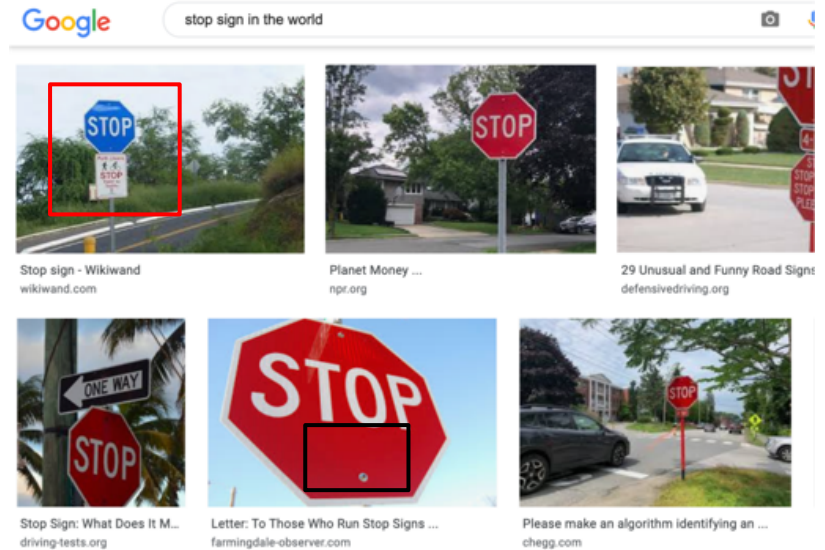 Google
stop sign in the world
STOP
STOP
STOP
Stop sign - Wikiwand
wikiwand.com
Planet Money ...
npr.org
29 Unusual and Funny Road Signs
defensivedriving.org
ONE WAY
STOP
STOP
STOP
Stop Sign: What Does It M...
driving-tests.org
Letter: To Those Who Run Stop Signs ...
farmingdale-observer.com
Please make an algorithm identifying an ...
chegg.com